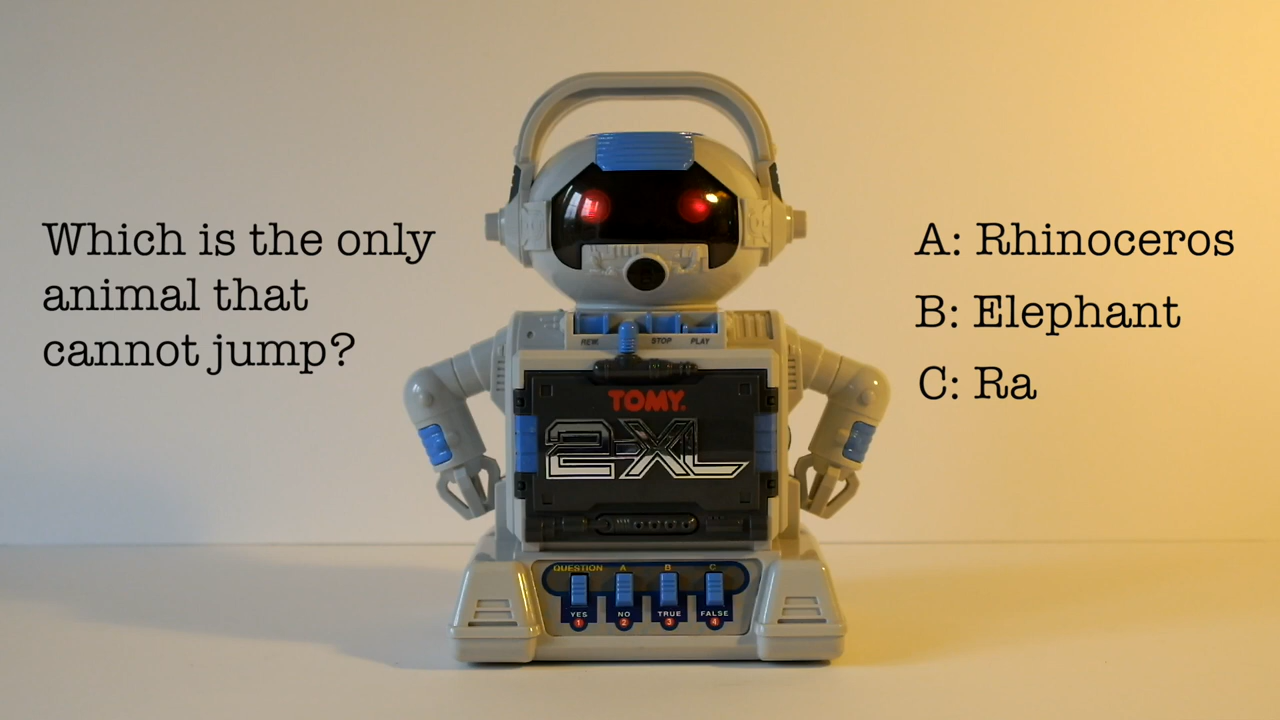 Which is the only
animal that
cannot jump?
A: Rhinoceros
B: Elephant
C: Ra
REW.
STOP
PLAY
TOMY.
2-XL
QUESTION A B C
YES NO TRUE FALSE
1 2 3 4